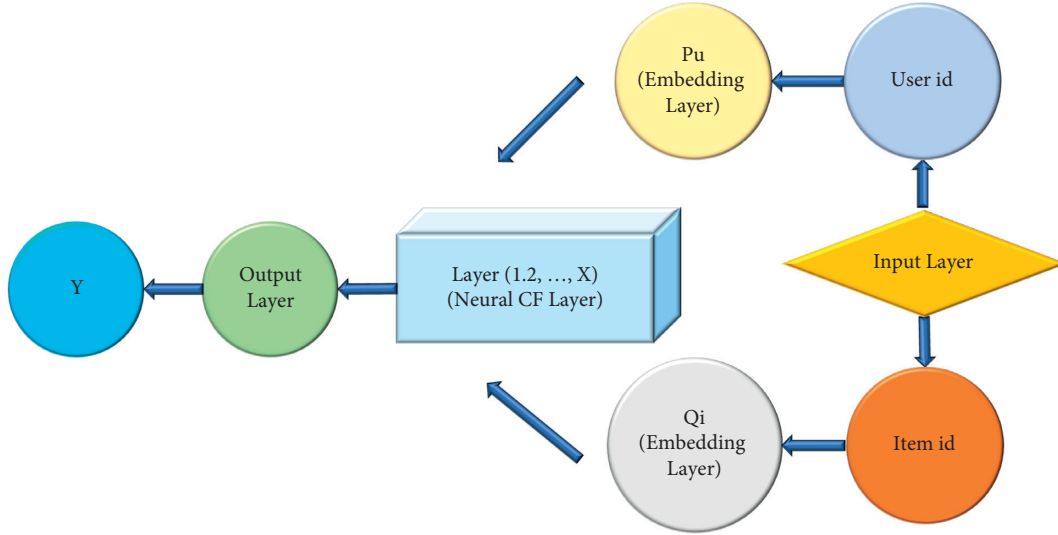 Pu
(Embedding
Layer)
User id
Y
Output
Layer
Layer (1.2, …, X)
(Neural CF Layer)
Input Layer
Qi
(Embedding
Layer)
Item id